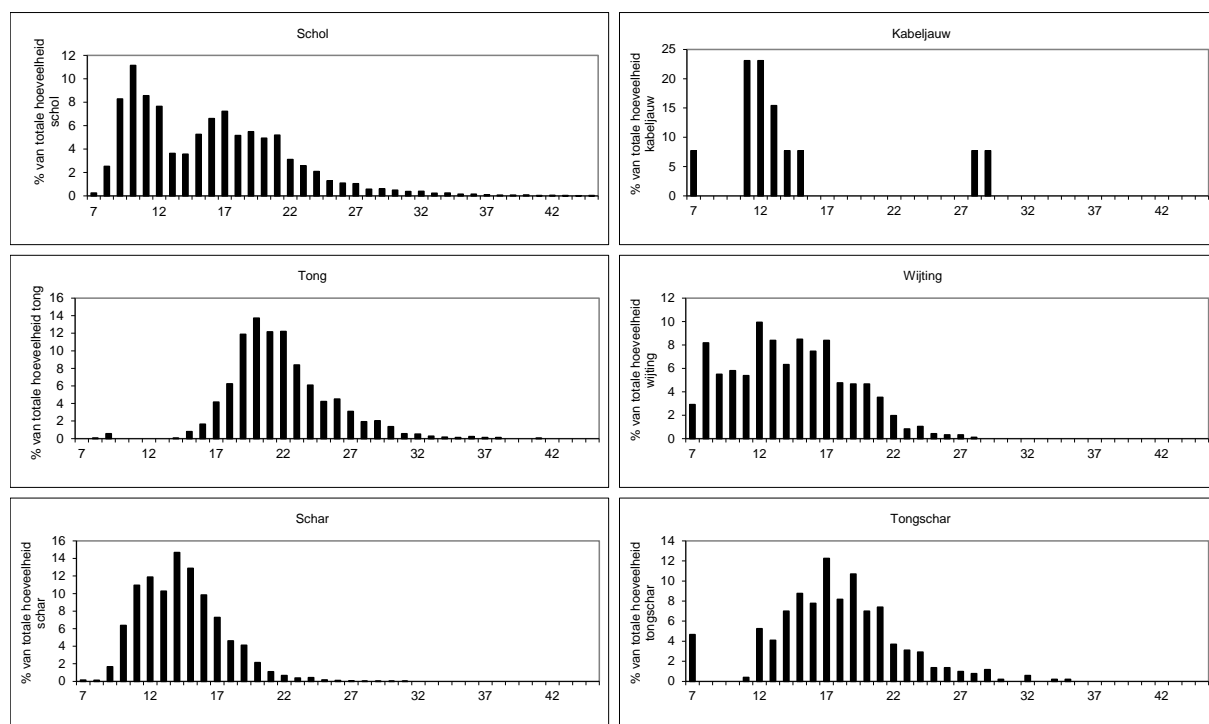 Schol
% van totale hoeveelheid
schol
12
10
8
6
4
2
0
7 12 17 22 27 32 37 42
Kabeljauw
% van totale hoeveelheid
kabeljauw
25
20
15
10
5
0
7 12 17 22 27 32 37 42
Tong
% van totale hoeveelheid tong
16
14
12
10
8
6
4
2
0
7 12 17 22 27 32 37 42
Wijting
% van totale hoeveelheid
wijting
12
10
8
6
4
2
0
7 12 17 22 27 32 37 42
Schar
% van totale hoeveelheid
schar
16
14
12
10
8
6
4
2
0
7 12 17 22 27 32 37 42
Tongschar
% van totale hoeveelheid
tongschar
14
12
10
8
6
4
2
0
7 12 17 22 27 32 37 42